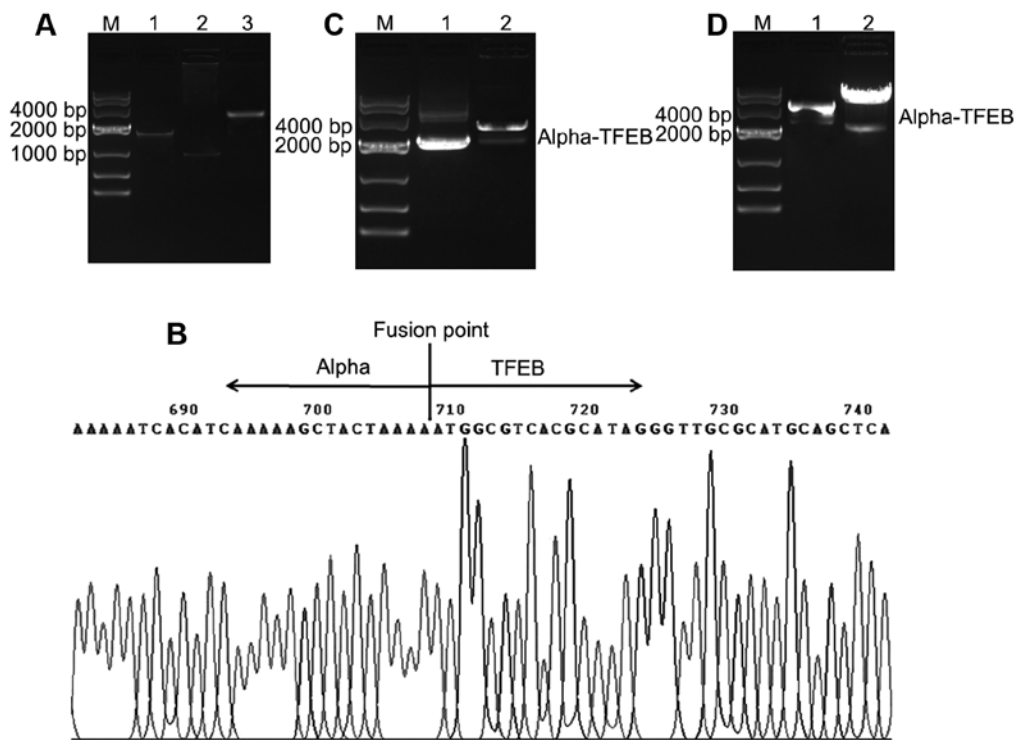 A
M 1 2 3
4000 bp
2000 bp
1000 bp
C
M 1 2
4000 bp
2000 bp
Alpha-TFEB
D
M 1 2
4000 bp
2000 bp
Alpha-TFEB
B
Fusion point
Alpha TFEB
690 700 710 720 730 740
AAAAATCACATCAAAAAGCTACTAAAAATGGCGTCACGCATAGGGTTGCGCATGCAGCTCA